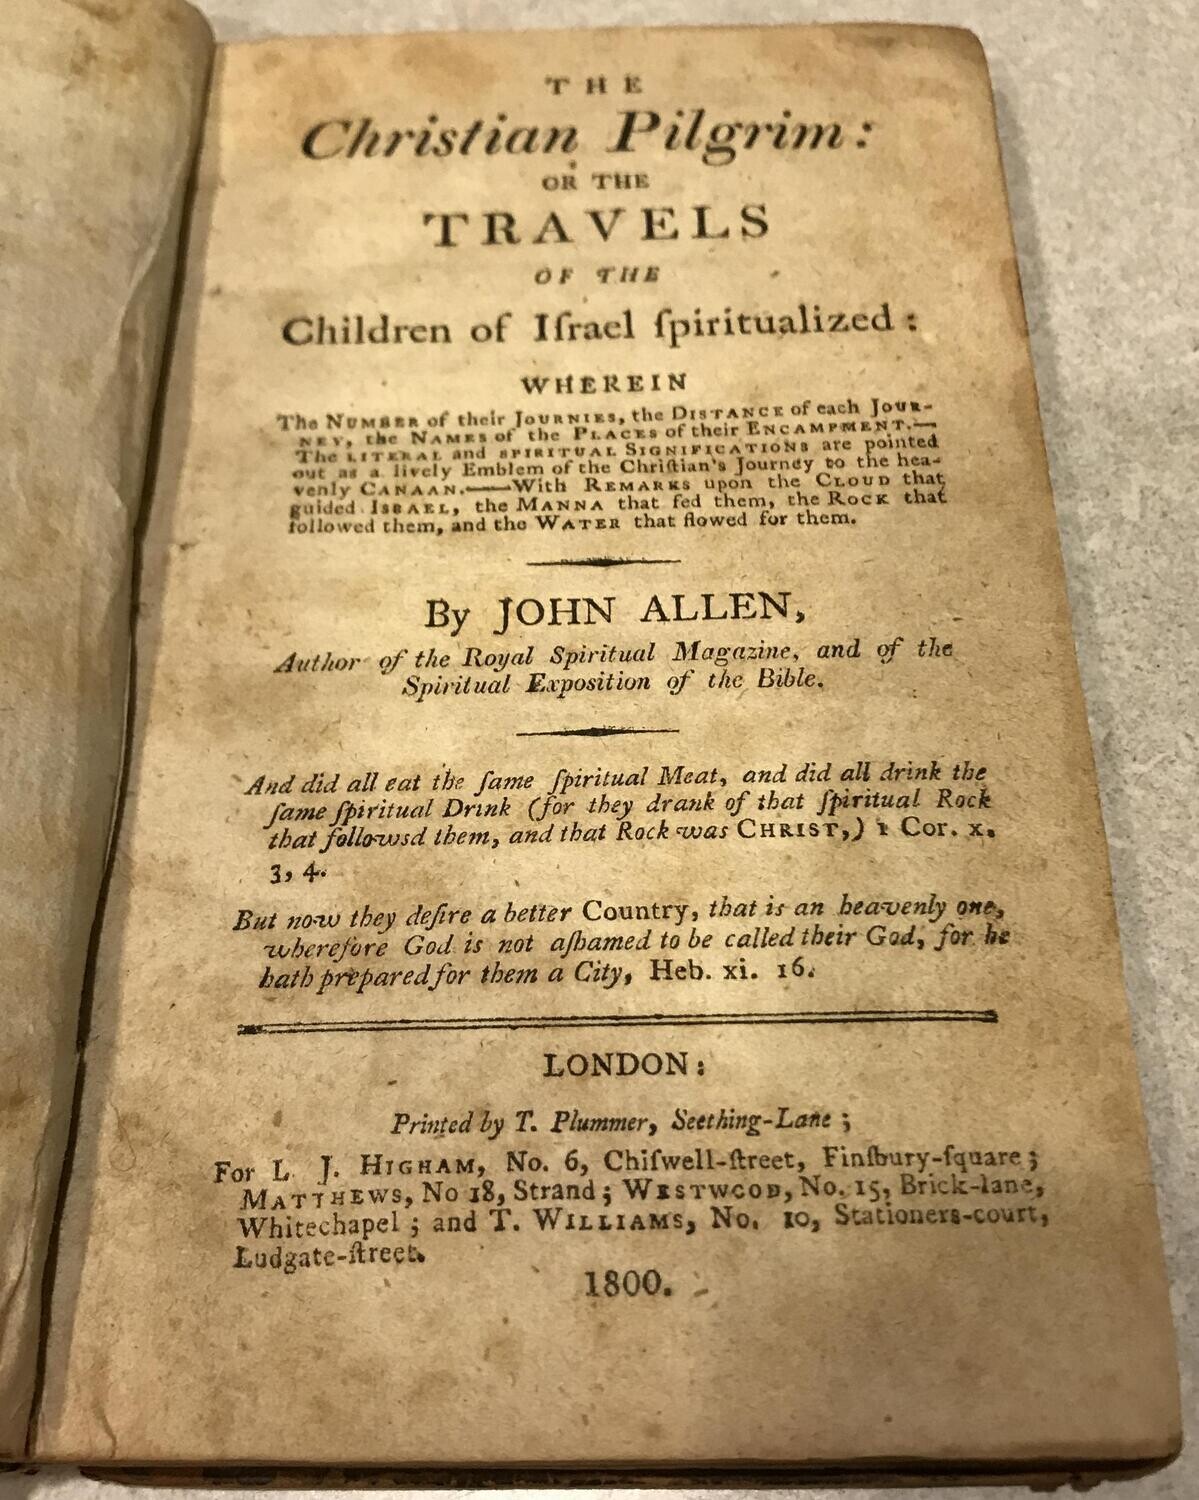 THE
Christian Pilgrim:
OR THE
TRAVELS
OF THE
Children of Iſrael ſpiritualized:
WHEREIN
The NUMBER of their JOURNIES, the DISTANCE of each JOUR-
NEY, the NAMES of the PLACES of their ENCAMPMENT.—
The LITERAL and SPIRITUAL SIGNIFICATIONS are pointed
out as a lively Emblem of the Chriſtian's Journey to the hea-
venly CANAAN.——With REMARKS upon the CLOUD that
guided ISRAEL, the MANNA that fed them, the ROCK that
followed them, and the WATER that flowed for them.
By JOHN ALLEN,
Author of the Royal Spiritual Magazine, and of the
Spiritual Exposition of the Bible.
And did all eat the ſame ſpiritual Meat, and did all drink the
ſame ſpiritual Drink (for they drank of that ſpiritual Rock
that followsd them, and that Rock was CHRIST,) 1 Cor. x.
3, 4.
But now they deſire a better Country, that is an heavenly one,
wherefore God is not aſhamed to be called their God, for he
hath prepared for them a City, Heb. xi. 16.
LONDON:
Printed by T. Plummer, Seething-Lane;
For L. J. HIGHAM, No. 6, Chiſwell-ſtreet, Finſbury-ſquare;
MATTHEWS, No 18, Strand; WESTWOOD, No. 15, Brick-lane,
Whitechapel; and T. WILLIAMS, No. 10, Stationers-court,
Ludgate-ſtreet.
1800.